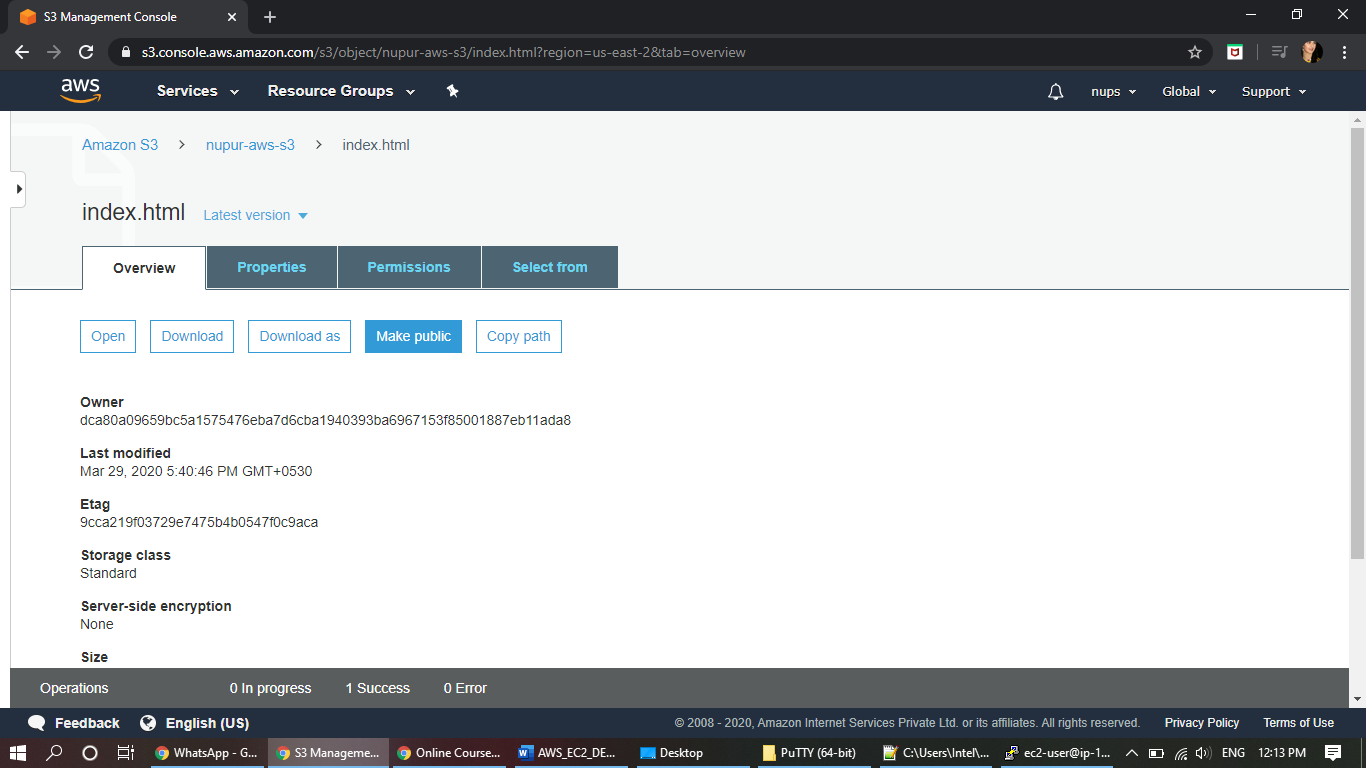 S3 Management Console
s3.console.aws.amazon.com/s3/object/nupur-aws-s3/index.html?region=us-east-2&tab=overview
aws Services Resource Groups nups Global Support
Amazon S3 > nupur-aws-s3 > index.html
index.html Latest version
Overview Properties Permissions Select from
Open Download Download as Make public Copy path
Owner
dca80a09659bc5a1575476eba7d6cba1940393ba6967153f85001887eb11ada8
Last modified
Mar 29, 2020 5:40:46 PM GMT+0530
Etag
9cca219f03729e7475b4b0547f0c9aca
Storage class
Standard
Server-side encryption
None
Size
Operations 0 In progress 1 Success 0 Error
Feedback English (US) © 2008 - 2020, Amazon Internet Services Private Ltd. or its affiliates. All rights reserved. Privacy Policy Terms of Use
WhatsApp - G... S3 Manageme... Online Course... AWS_EC2_DE... Desktop PuTTY (64-bit) C:\Users\Intel\... ec2-user@ip-1... ENG 12:13 PM